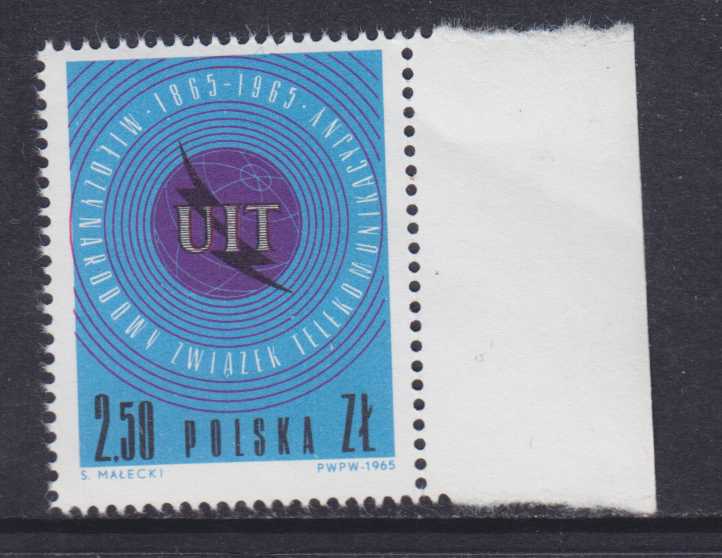 1865-1965 · MIĘDZYNARODOWY ZWIĄZEK TELEKOMUNIKACYJNY ·
UIT
2,50 POLSKA ZŁ
S. MAŁECKI PWPW-1965